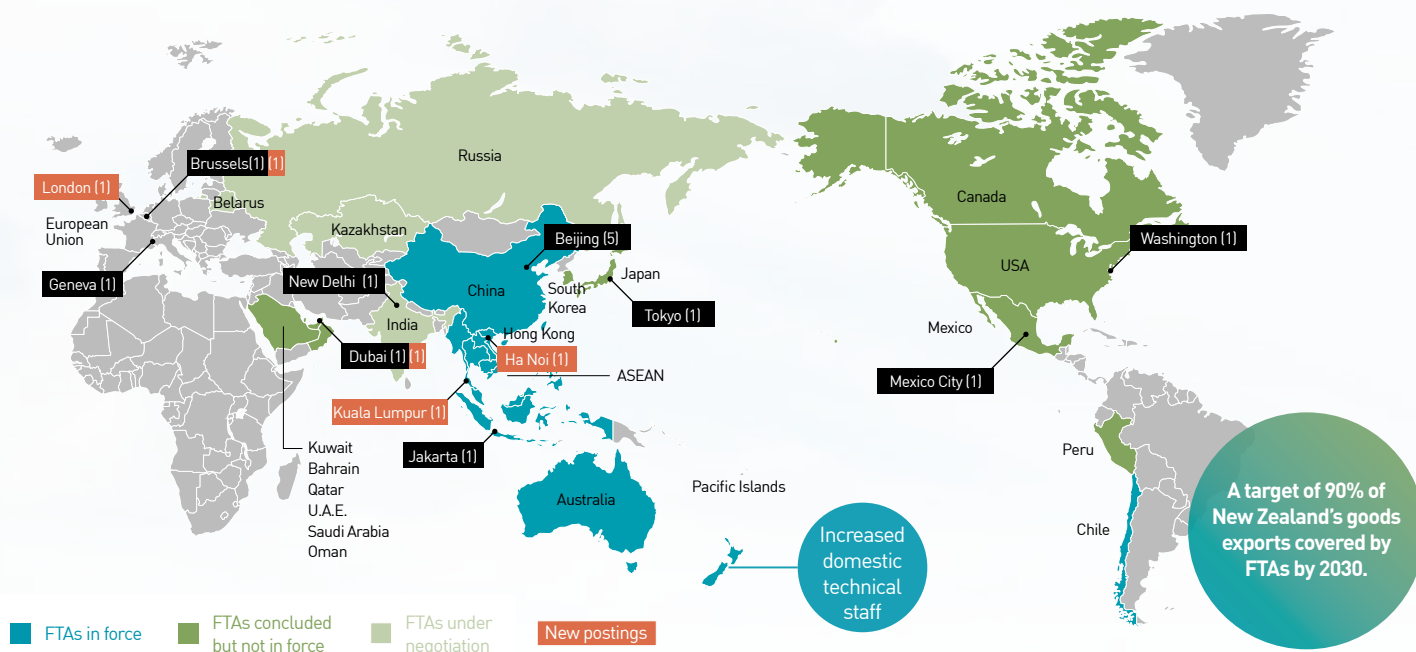 Russia
Brussels(1) (1)
London (1)
European
Union
Belarus
Kazakhstan
Geneva (1)
New Delhi (1)
Beijing (5)
China
Japan
South
Korea
Tokyo (1)
India
Hong Kong
Dubai (1) (1)
Ha Noi (1)
ASEAN
Kuala Lumpur (1)
Jakarta (1)
Kuwait
Bahrain
Qatar
U.A.E.
Saudi Arabia
Oman
Australia
Pacific Islands
Canada
USA
Washington (1)
Mexico
Mexico City (1)
Peru
Chile
Increased
domestic
technical
staff
A target of 90% of
New Zealand's goods
exports covered by
FTAs by 2030.
FTAs in force
FTAs concluded
but not in force
FTAs under
negotiation
New postings